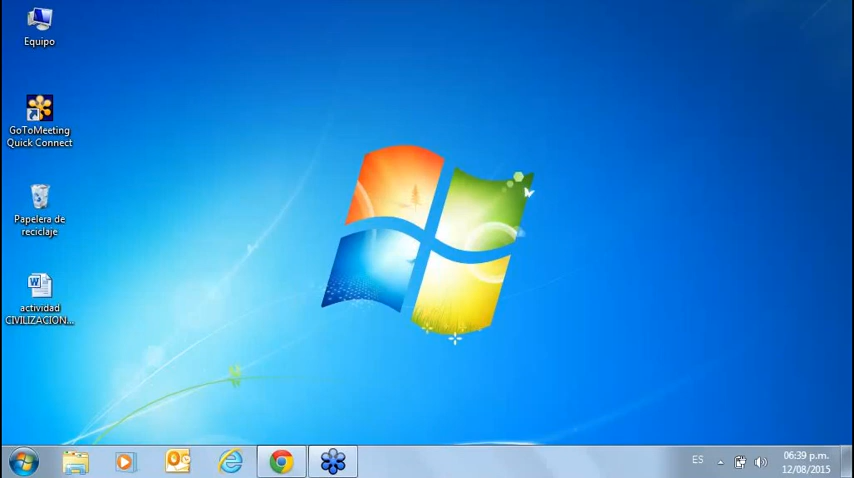 Equipo
GoToMeeting
Quick Connect
Papelera de
reciclaje
actividad
CIVILIZACION...
ES
06:39 p.m.
12/08/2015